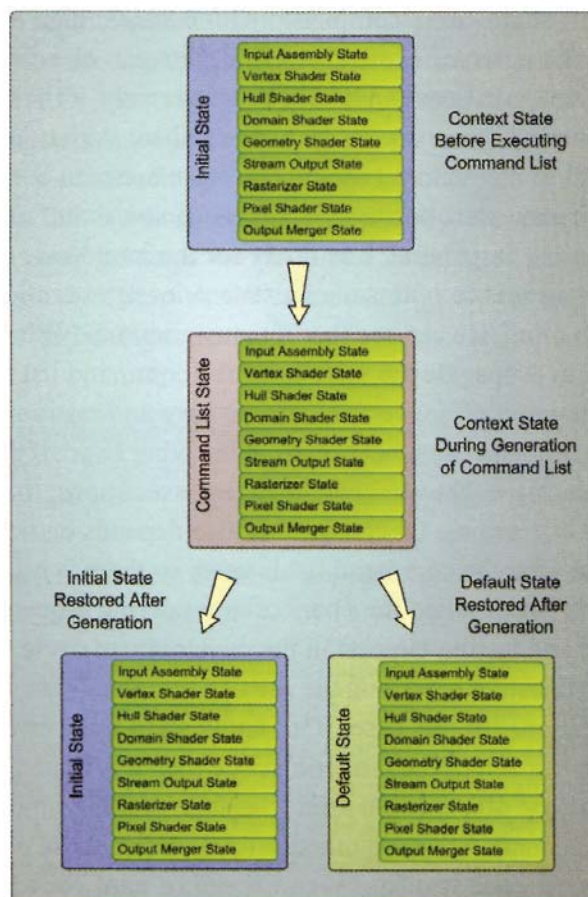 Initial State
Input Assembly State
Vertex Shader State
Hull Shader State
Domain Shader State
Geometry Shader State
Stream Output State
Rasterizer State
Pixel Shader State
Output Merger State
Context State
Before Executing
Command List
Command List State
Input Assembly State
Vertex Shader State
Hull Shader State
Domain Shader State
Geometry Shader State
Stream Output State
Rasterizer State
Pixel Shader State
Output Merger State
Context State
During Generation
of Command List
Initial State
Restored After
Generation
Default State
Restored After
Generation
Initial State
Input Assembly State
Vertex Shader State
Hull Shader State
Domain Shader State
Geometry Shader State
Stream Output State
Rasterizer State
Pixel Shader State
Output Merger State
Default State
Input Assembly State
Vertex Shader State
Hull Shader State
Domain Shader State
Geometry Shader State
Stream Output State
Rasterizer State
Pixel Shader State
Output Merger State